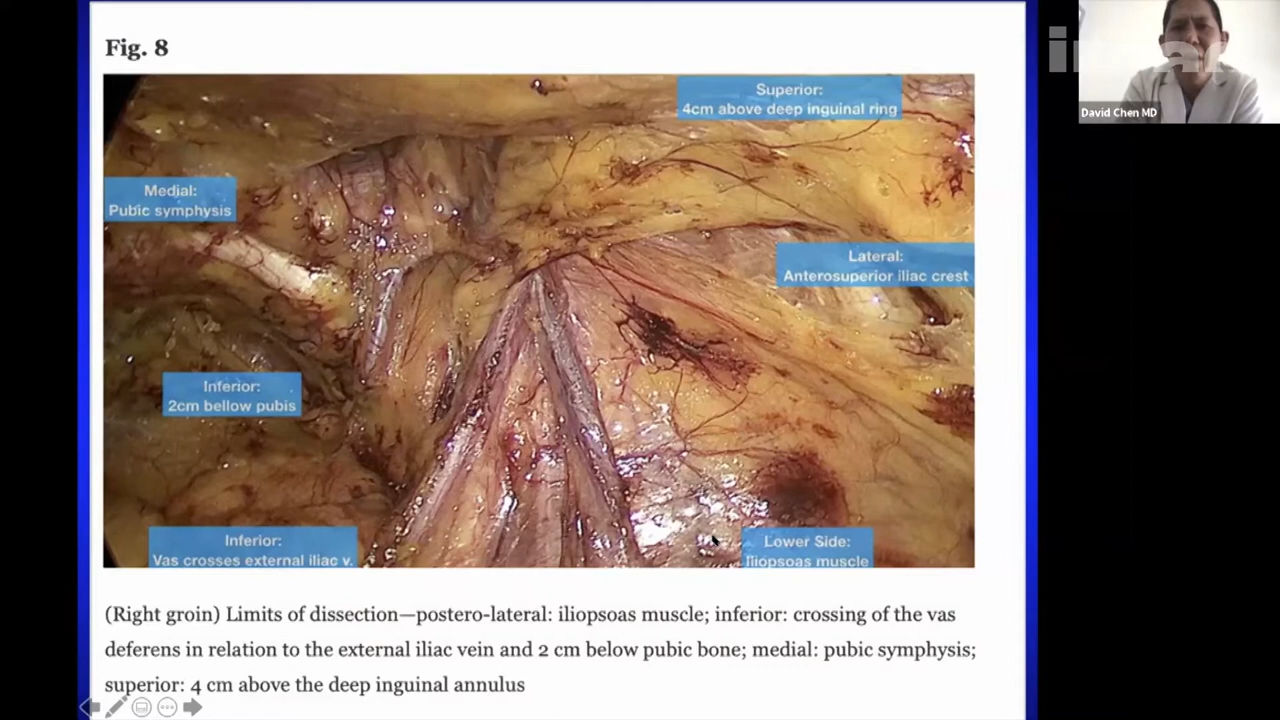 Fig. 8
Superior:
4cm above deep inguinal ring
Medial:
Pubic symphysis
Lateral:
Anterosuperior iliac crest
Inferior:
2cm bellow pubis
Inferior:
Vas crosses external iliac v.
Lower Side:
Iliopsoas muscle
(Right groin) Limits of dissection—postero-lateral: iliopsoas muscle; inferior: crossing of the vas
deferens in relation to the external iliac vein and 2 cm below pubic bone; medial: pubic symphysis;
superior: 4 cm above the deep inguinal annulus
David Chen MD